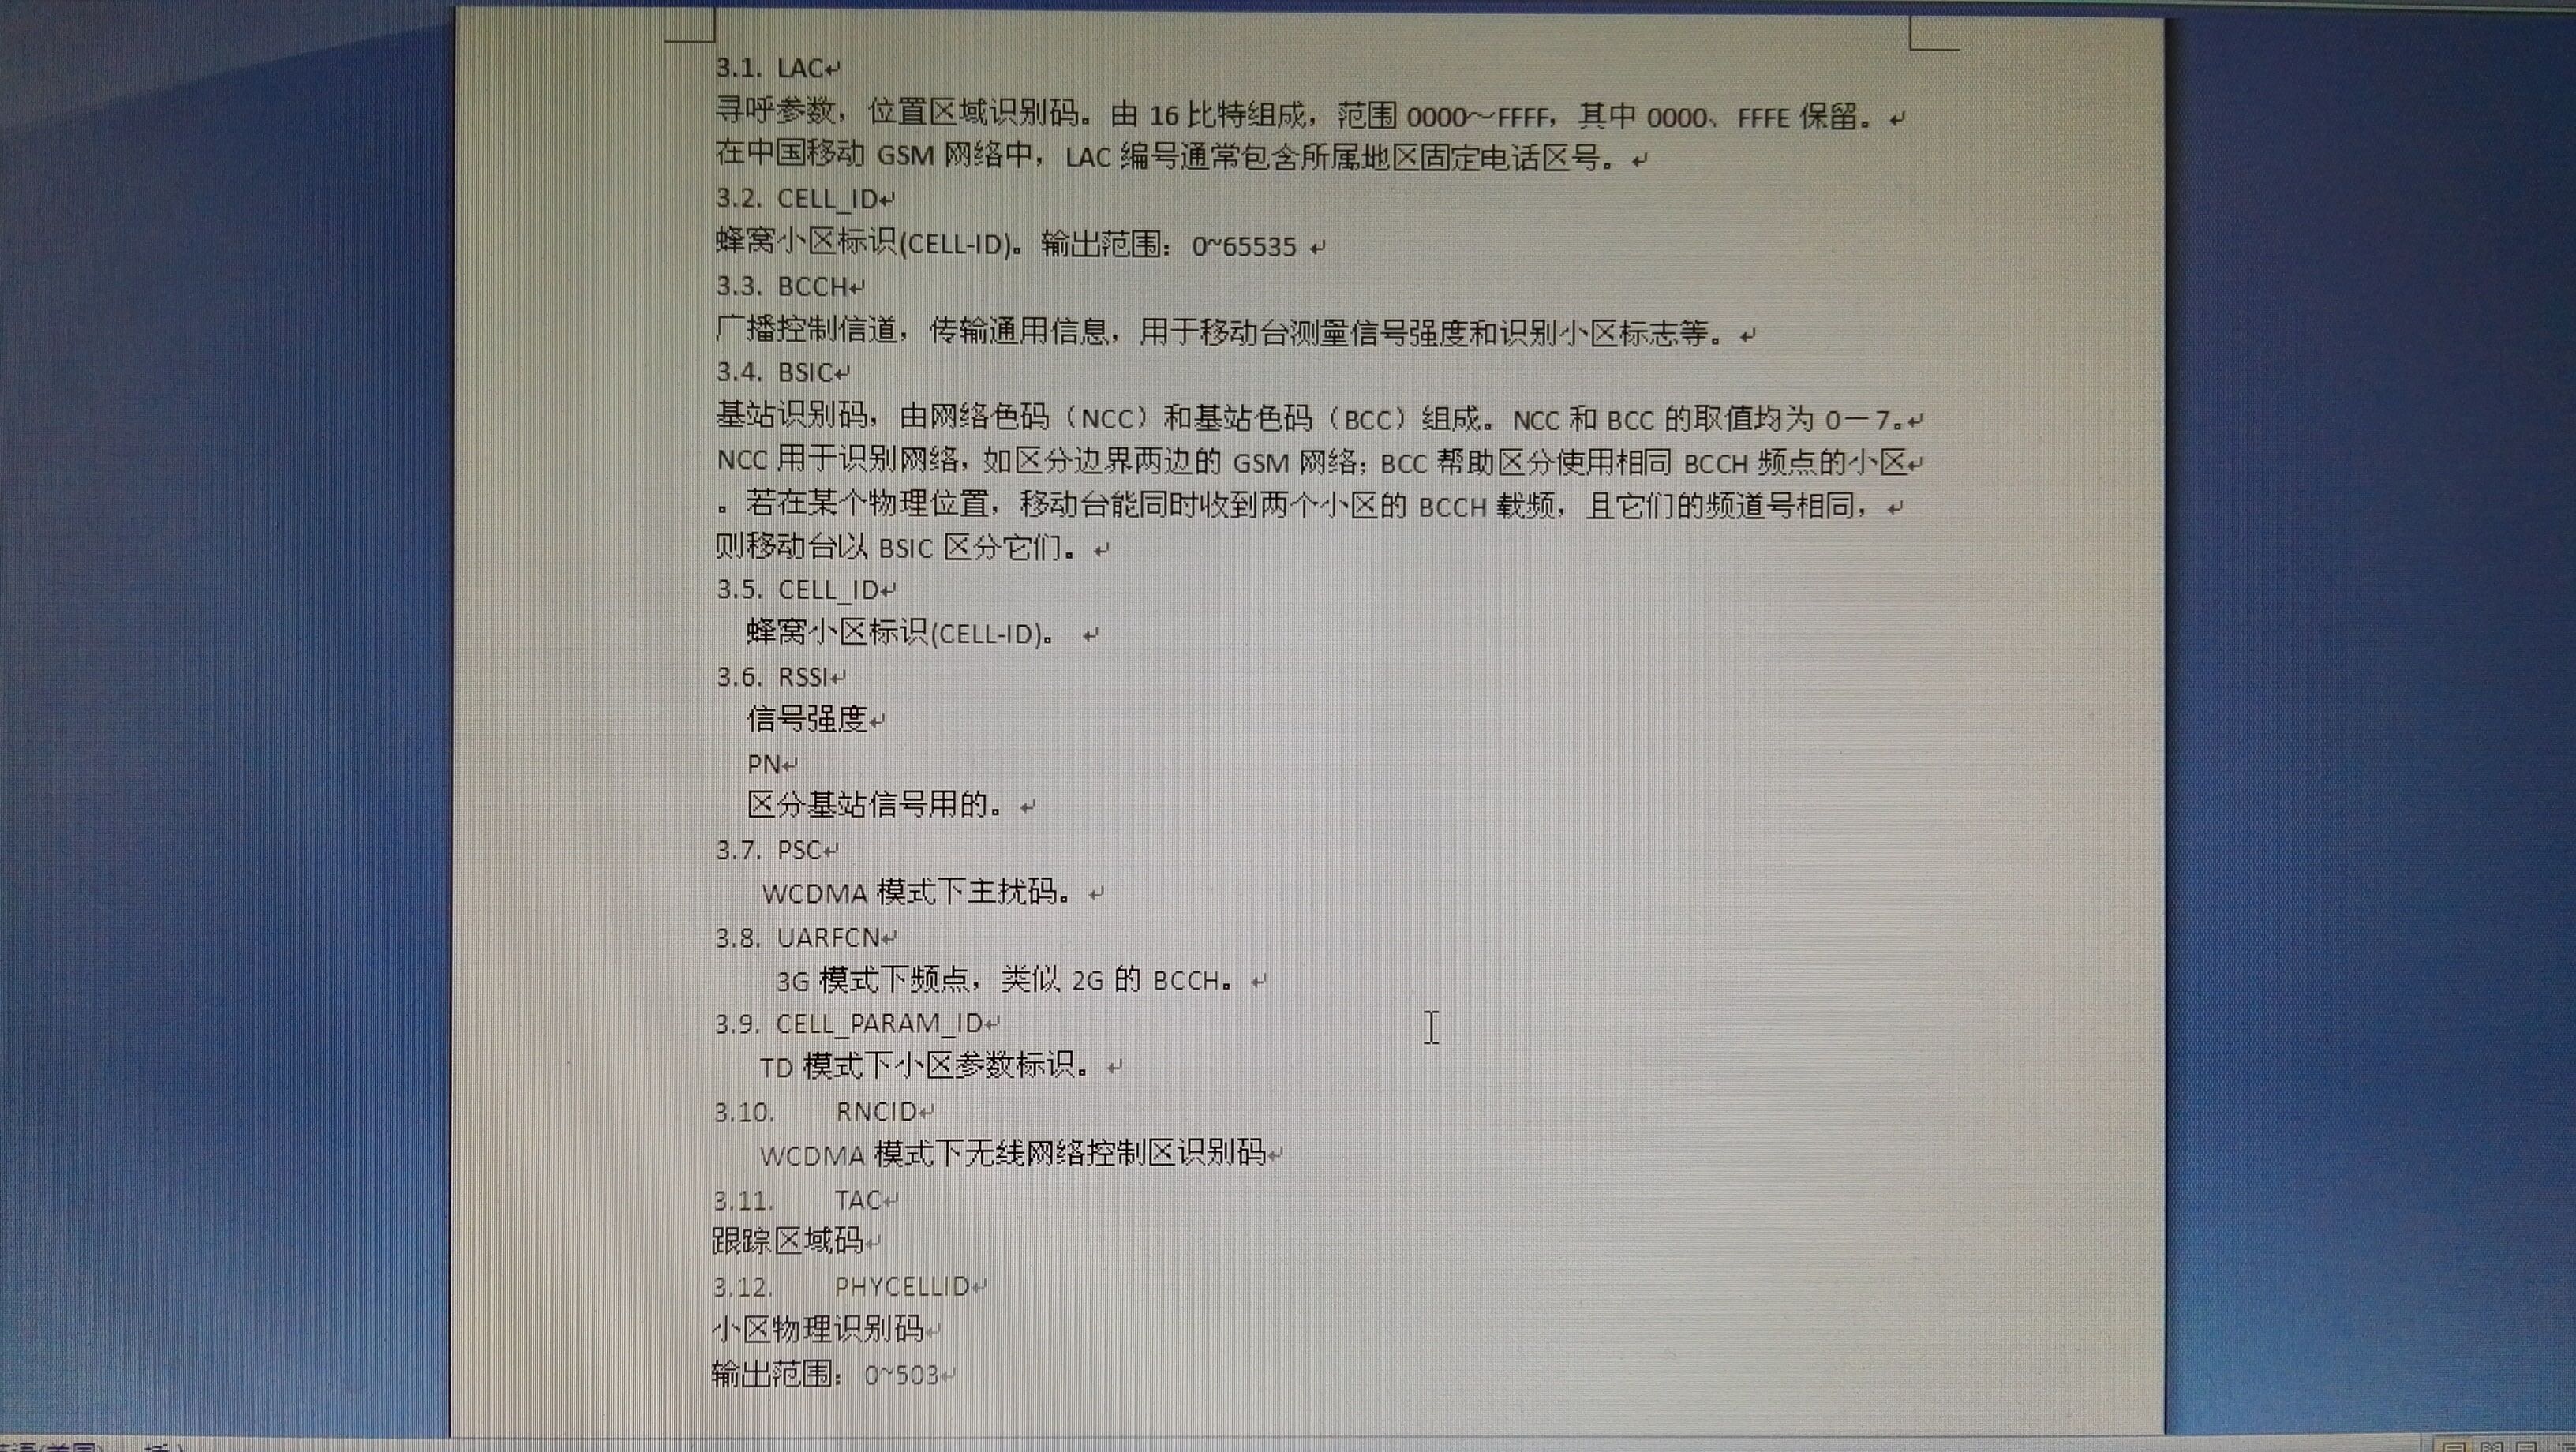 3.1. LAC
寻呼参数，位置区域识别码。由 16 比特组成，范围 0000～FFFF，其中 0000、FFFE 保留。
在中国移动 GSM 网络中，LAC 编号通常包含所属地区固定电话区号。
3.2. CELL_ID
蜂窝小区标识(CELL-ID)。输出范围：0~65535
3.3. BCCH
广播控制信道，传输通用信息，用于移动台测量信号强度和识别小区标志等。
3.4. BSIC
基站识别码，由网络色码（NCC）和基站色码（BCC）组成。NCC 和 BCC 的取值均为 0－7。
NCC 用于识别网络，如区分边界两边的 GSM 网络；BCC 帮助区分使用相同 BCCH 频点的小区
。若在某个物理位置，移动台能同时收到两个小区的 BCCH 载频，且它们的频道号相同，
则移动台以 BSIC 区分它们。
3.5. CELL_ID
蜂窝小区标识(CELL-ID)。
3.6. RSSI
信号强度
PN
区分基站信号用的。
3.7. PSC
WCDMA 模式下主扰码。
3.8. UARFCN
3G 模式下频点，类似 2G 的 BCCH。
3.9. CELL_PARAM_ID
TD 模式下小区参数标识。
3.10. RNCID
WCDMA 模式下无线网络控制区识别码
3.11. TAC
跟踪区域码
3.12. PHYCELLID
小区物理识别码
输出范围：0~503